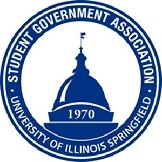 · STUDENT GOVERNMENT ASSOCIATION ·
UNIVERSITY OF ILLINOIS SPRINGFIELD
1970